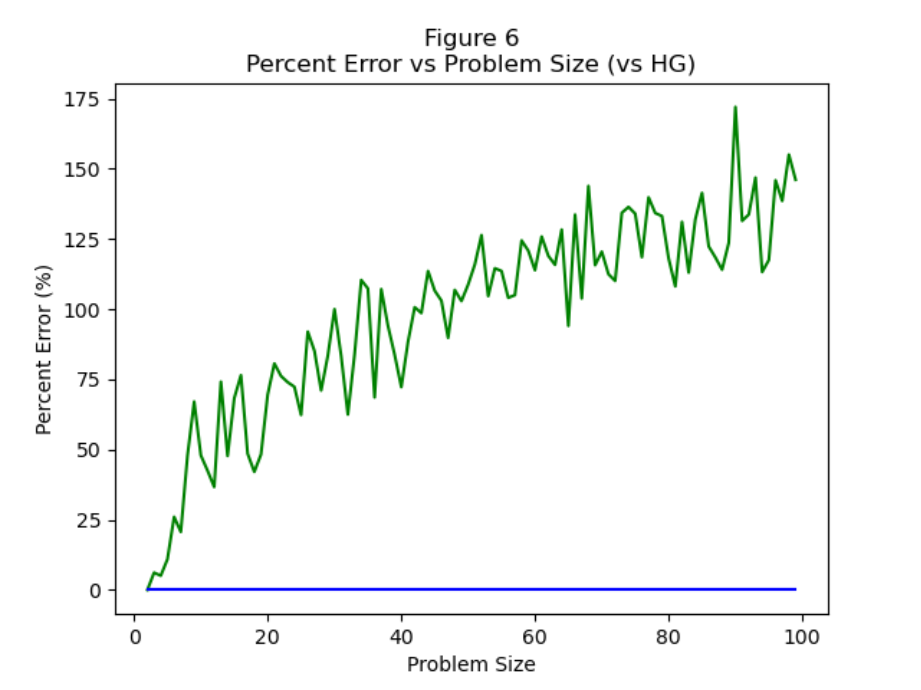 Figure 6
Percent Error vs Problem Size (vs HG)
175
150
125
100
75
50
25
0
Percent Error (%)
0 20 40 60 80 100
Problem Size